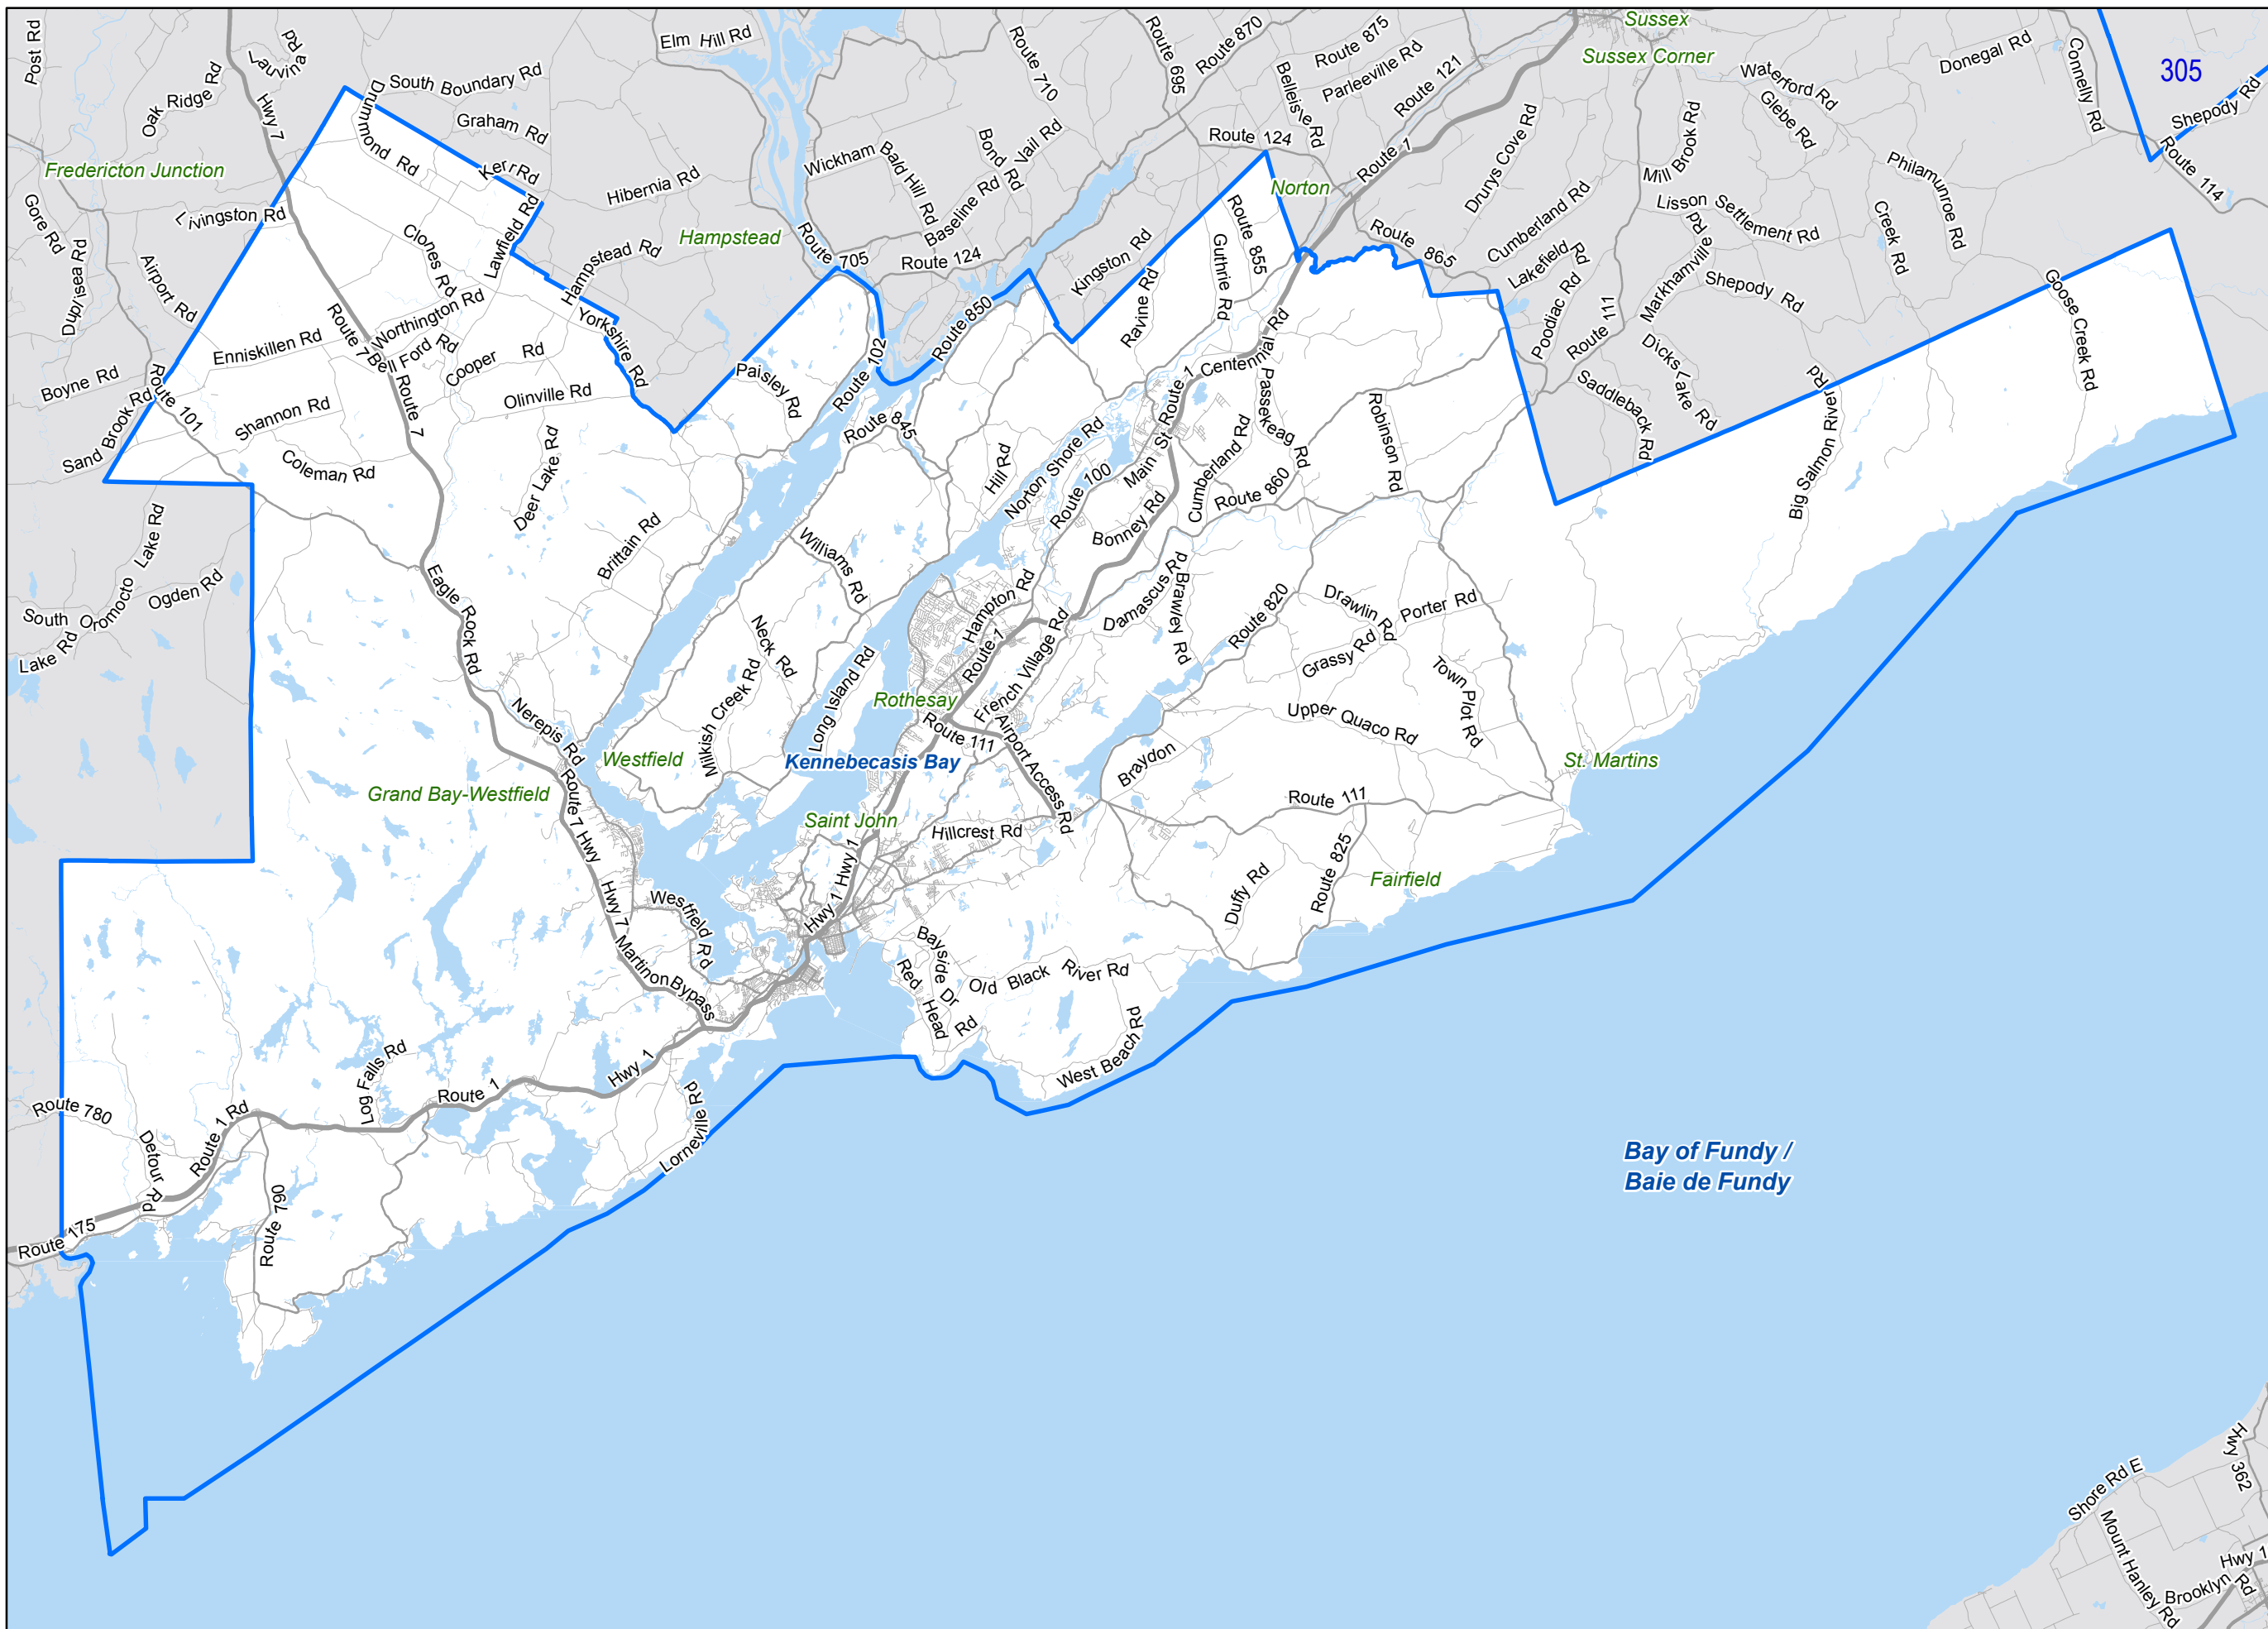 Post Rd
Lauvina Rd
Elm Hill Rd
Route 710
Route 695
Route 870
Route 875
Sussex
Sussex Corner
Parleeville Rd
Belleisle Rd
Route 121
Waterford Rd
Donegal Rd
Connelly Rd
305
Shepody Rd
Oak Ridge Rd
Hwy 7
Drummond Rd
South Boundary Rd
Graham Rd
Kerr Rd
Glebe Rd
Bond Rd
Vail Rd
Route 124
Route 1
Drurys Cove Rd
Mill Brook Rd
Philamunroe Rd
Route 114
Fredericton Junction
Hibernia Rd
Wickham
Bald Hill Rd
Baseline Rd
Norton
Gore Rd
Livingston Rd
Duplisea Rd
Airport Rd
Clones Rd
Lawfield Rd
Hampstead
Hampstead Rd
Route 705
Route 124
Kingston Rd
Route 855
Guthrie Rd
Route 865
Cumberland Rd
Lakefield Rd
Lisson Settlement Rd
Markhamville Rd
Creek Rd
Shepody Rd
Goose Creek Rd
Poodiac Rd
Route 111
Dicks Lake Rd
Saddleback Rd
Big Salmon River Rd
Enniskillen Rd
Route 7
Worthington Rd
Bell Ford Rd
Cooper Rd
Yorkshire Rd
Route 7
Olinville Rd
Boyne Rd
Sand Brook Rd
Route 101
Shannon Rd
Coleman Rd
Deer Lake Rd
Paisley Rd
Route 102
Route 850
Route 845
Ravine Rd
Centennial Rd
Route 1
Main St
Passekeag Rd
Cumberland Rd
Robinson Rd
Route 860
Hill Rd
Norton Shore Rd
Route 100
Bonney Rd
South Oromocto Lake Rd
Ogden Rd
Lake Rd
Eagle Rock Rd
Brittain Rd
Williams Rd
Neck Rd
Milkish Creek Rd
Long Island Rd
Hampton Rd
Route 1
French Village Rd
Damascus Rd
Brawley Rd
Route 820
Drawlin Rd
Porter Rd
Grassy Rd
Town Plot Rd
Upper Quaco Rd
Nerepis Rd
Westfield
Grand Bay-Westfield
Route 7 Hwy
Rothesay
Kennebecasis Bay
Route 111
Airport Access Rd
Braydon
Saint John
Hillcrest Rd
Route 111
St. Martins
Route 825
Duffy Rd
Fairfield
Hwy 1
Hwy 1
Hwy 7
Westfield Rd
Martinon Bypass
Bayside Dr
Red Head Rd
Old Black River Rd
West Beach Rd
Hwy 1
Lorneville Rd
Route 1
Log Falls Rd
Route 780
Route 1 Rd
Detour Rd
Route 175
Route 790
Bay of Fundy /
Baie de Fundy
Hwy 362
Shore Rd E
Mount Hanley Rd
Hwy 1
Brooklyn Rd